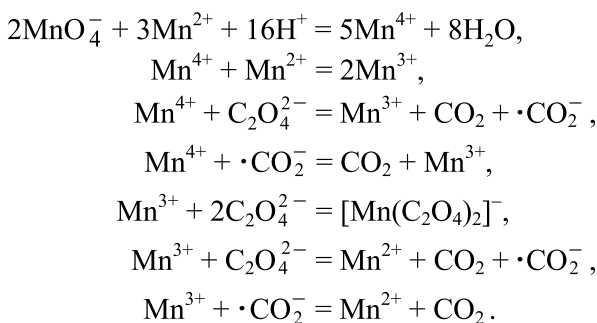 2MnO₄⁻ + 3Mn²⁺ + 16H⁺ = 5Mn⁴⁺ + 8H₂O,
Mn⁴⁺ + Mn²⁺ = 2Mn³⁺,
Mn⁴⁺ + C₂O₄²⁻ = Mn³⁺ + CO₂ + ·CO₂⁻ ,
Mn⁴⁺ + ·CO₂⁻ = CO₂ + Mn³⁺,
Mn³⁺ + 2C₂O₄²⁻ = [Mn(C₂O₄)₂]⁻,
Mn³⁺ + C₂O₄²⁻ = Mn²⁺ + CO₂ + ·CO₂⁻ ,
Mn³⁺ + ·CO₂⁻ = Mn²⁺ + CO₂ .